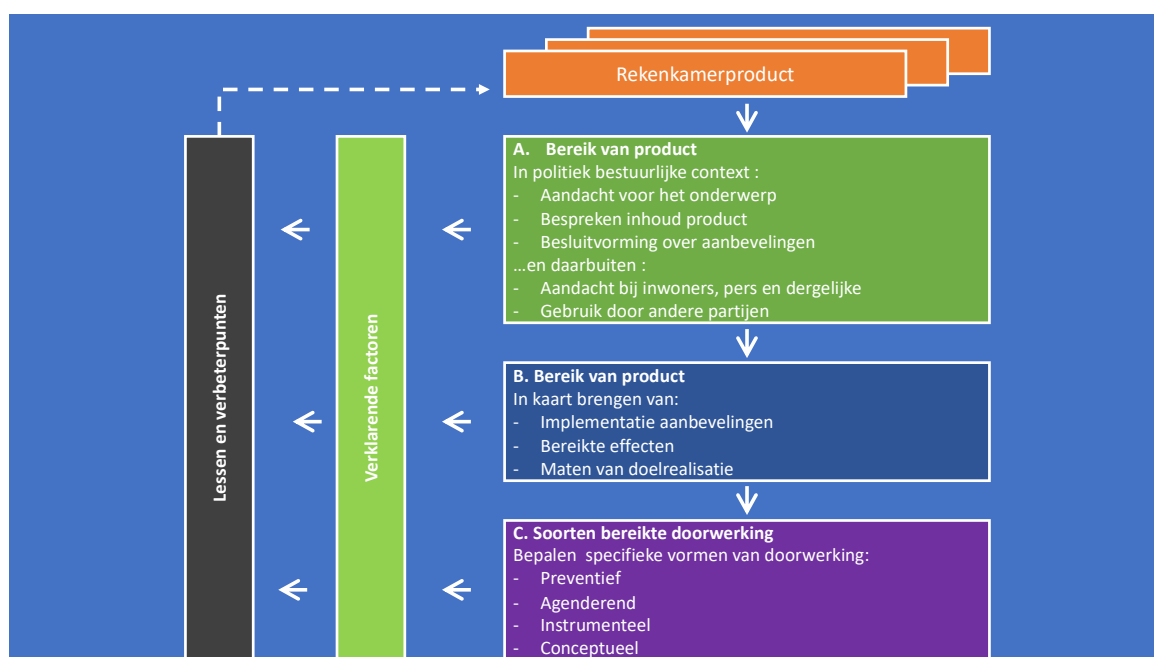 Rekenkamerproduct
A. Bereik van product
In politiek bestuurlijke context :
- Aandacht voor het onderwerp
- Bespreken inhoud product
- Besluitvorming over aanbevelingen
...en daarbuiten :
- Aandacht bij inwoners, pers en dergelijke
- Gebruik door andere partijen
B. Bereik van product
In kaart brengen van:
- Implementatie aanbevelingen
- Bereikte effecten
- Maten van doelrealisatie
C. Soorten bereikte doorwerking
Bepalen specifieke vormen van doorwerking:
- Preventief
- Agenderend
- Instrumenteel
- Conceptueel
Verklarende factoren
Lessen en verbeterpunten